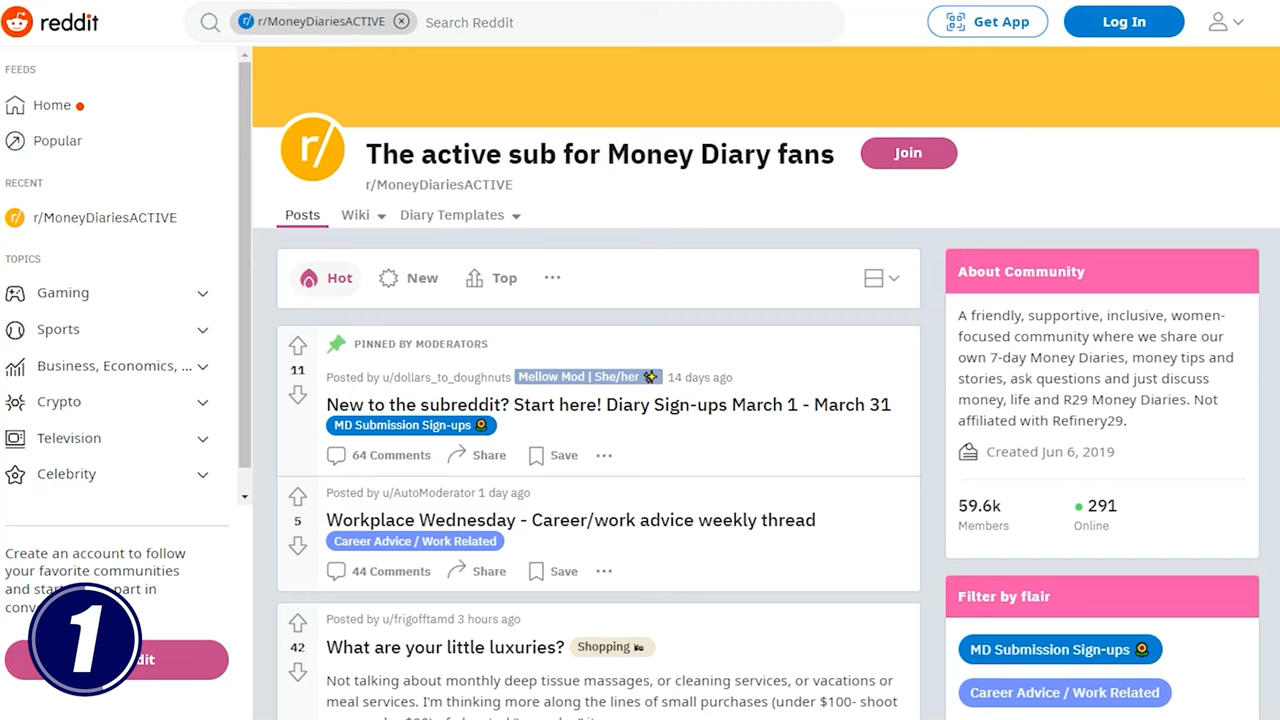 reddit
r/MoneyDiariesACTIVE
Search Reddit
Get App
Log In
FEEDS
Home
Popular
RECENT
r/MoneyDiariesACTIVE
TOPICS
Gaming
Sports
Business, Economics, ...
Crypto
Television
Celebrity
Create an account to follow
your favorite communities
and
part in
1
r/
The active sub for Money Diary fans
Join
r/MoneyDiariesACTIVE
Posts
Wiki
Diary Templates
Hot
New
Top
...
PINNED BY MODERATORS
11
Posted by u/dollars_to_doughnuts Mellow Mod | She/her ✨ 14 days ago
New to the subreddit? Start here! Diary Sign-ups March 1 - March 31
MD Submission Sign-ups 🌻
64 Comments
Share
Save
...
Posted by u/AutoModerator 1 day ago
5
Workplace Wednesday - Career/work advice weekly thread
Career Advice / Work Related
44 Comments
Share
Save
...
Posted by u/frigofftamd 3 hours ago
42
What are your little luxuries? Shopping
Not talking about monthly deep tissue massages, or cleaning services, or vacations or
meal services. I'm thinking more along the lines of small purchases (under $100- shoot
About Community
A friendly, supportive, inclusive, women-
focused community where we share our
own 7-day Money Diaries, money tips and
stories, ask questions and just discuss
money, life and R29 Money Diaries. Not
affiliated with Refinery29.
Created Jun 6, 2019
59.6k
Members
291
Online
Filter by flair
MD Submission Sign-ups 🌻
Career Advice / Work Related